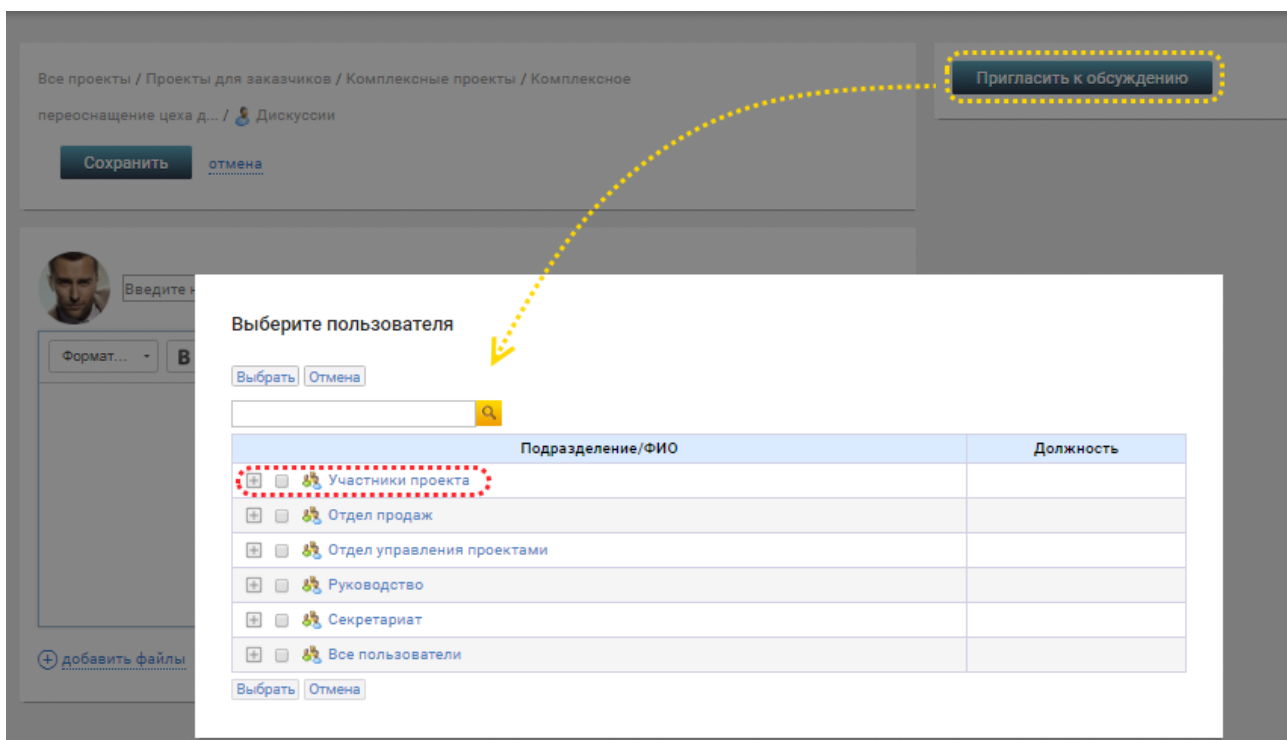 Все проекты / Проекты для заказчиков / Комплексные проекты / Комплексное
переоснащение цеха д... / Дискуссии
Сохранить отмена
Пригласить к обсуждению
Введите н
Формат... B
Выберите пользователя
Выбрать Отмена
Подразделение/ФИО Должность
Участники проекта
Отдел продаж
Отдел управления проектами
Руководство
Секретариат
Все пользователи
Выбрать Отмена
добавить файлы